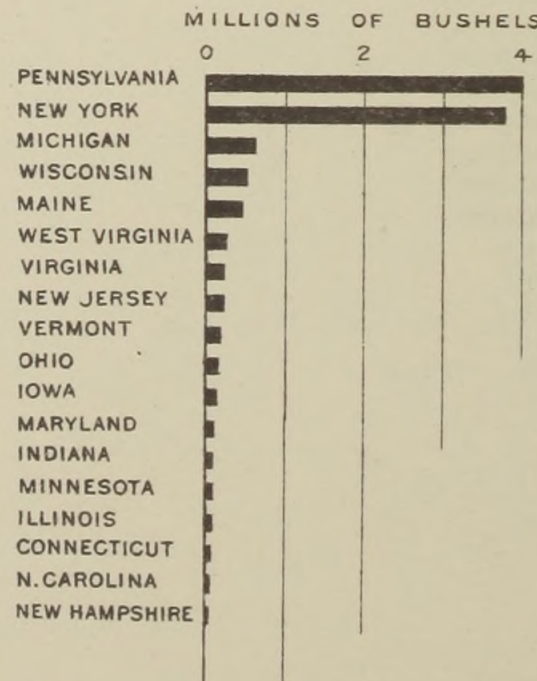 MILLIONS OF BUSHELS
0 2 4
PENNSYLVANIA
NEW YORK
MICHIGAN
WISCONSIN
MAINE
WEST VIRGINIA
VIRGINIA
NEW JERSEY
VERMONT
OHIO
IOWA
MARYLAND
INDIANA
MINNESOTA
ILLINOIS
CONNECTICUT
N. CAROLINA
NEW HAMPSHIRE